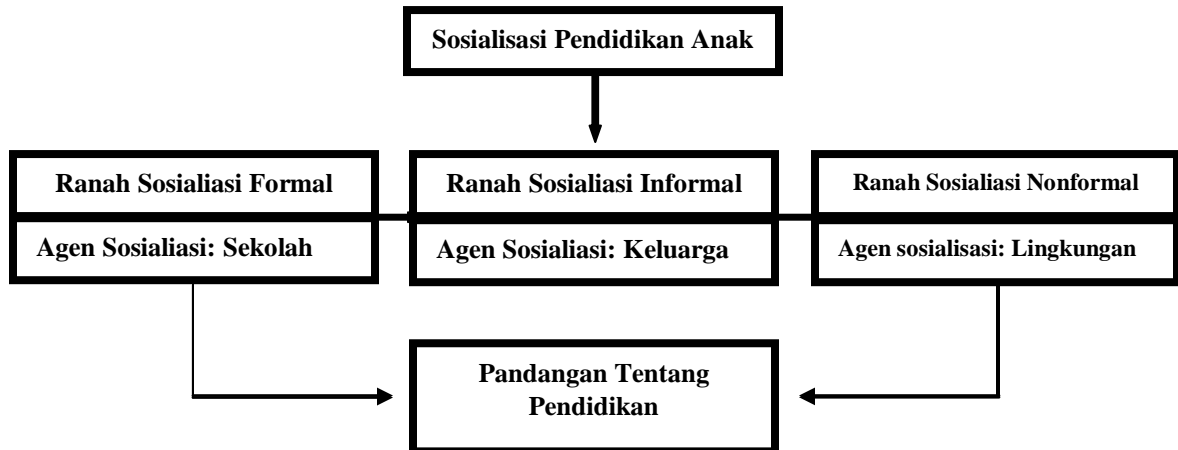 Sosialisasi Pendidikan Anak
Ranah Sosialiasi Formal
Agen Sosialiasi: Sekolah
Ranah Sosialiasi Informal
Agen Sosialiasi: Keluarga
Ranah Sosialiasi Nonformal
Agen sosialisasi: Lingkungan
Pandangan Tentang
Pendidikan